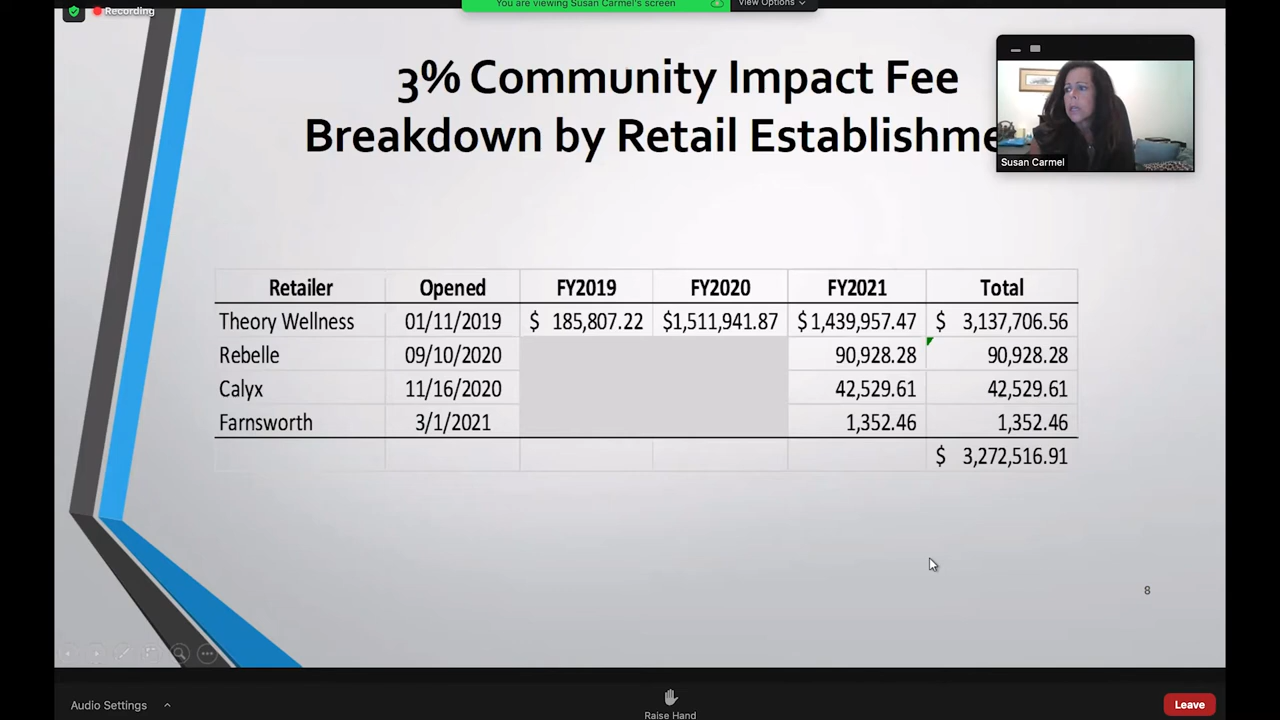 You are viewing Susan Carmel's screen
View Options
Recording
3% Community Impact Fee
Breakdown by Retail Establishme
Susan Carmel
Retailer Opened FY2019 FY2020 FY2021 Total
Theory Wellness 01/11/2019 $ 185,807.22 $1,511,941.87 $1,439,957.47 $ 3,137,706.56
Rebelle 09/10/2020 90,928.28 90,928.28
Calyx 11/16/2020 42,529.61 42,529.61
Farnsworth 3/1/2021 1,352.46 1,352.46
$ 3,272,516.91
8
Audio Settings
Raise Hand
Leave